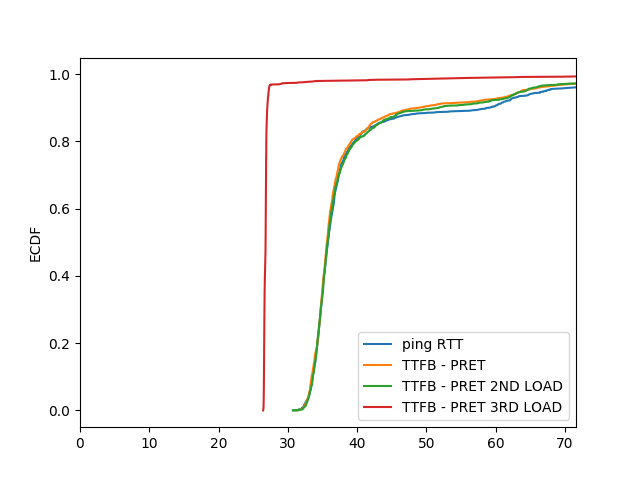 1.0
0.8
0.6
0.4
0.2
0.0
ECDF
0 10 20 30 40 50 60 70
ping RTT
TTFB - PRET
TTFB - PRET 2ND LOAD
TTFB - PRET 3RD LOAD